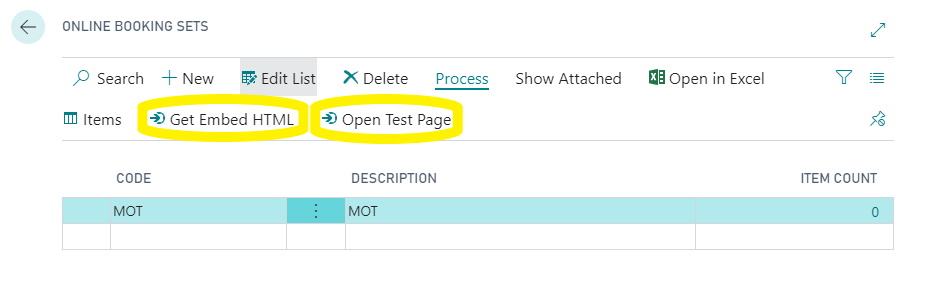 ONLINE BOOKING SETS
Search New Edit List Delete Process Show Attached Open in Excel
Items Get Embed HTML Open Test Page
CODE DESCRIPTION ITEM COUNT
MOT MOT 0